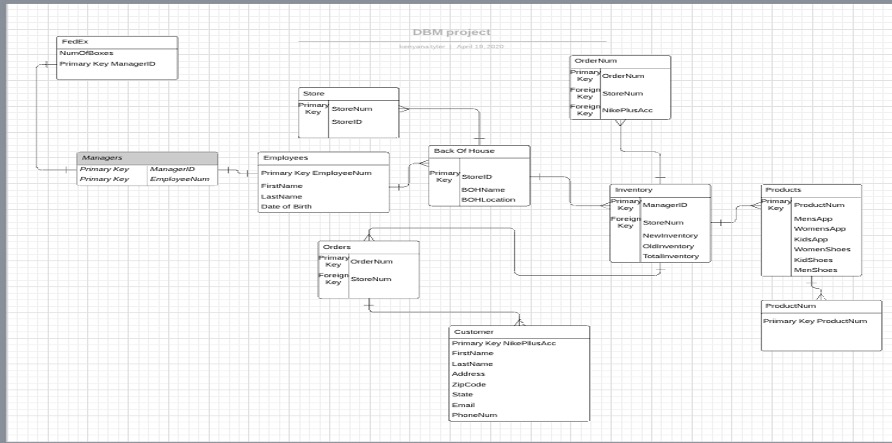 DBM project
April 19, 2020
FedEx
NumOfBoxes
Primary Key ManagerID
Managers
Primary Key ManagerID
Primary Key EmployeeNum
Store
Primary Key StoreNum
StoreID
Employees
Primary Key EmployeeNum
FirstName
LastName
Date of Birth
Back Of House
Primary Key StoreID
BOHName
BOHLocation
OrderNum
Primary Key OrderNum
Foreign Key StoreNum
Foreign Key NikePlusAcc
Inventory
Primary Key ManagerID
Foreign Key StoreNum
NewInventory
OldInventory
TotalInventory
Products
Primary Key ProductNum
MensApp
WomensApp
KidsApp
WomenShoes
KidShoes
MenShoes
ProductNum
Priimary Key ProductNum
Orders
Primary Key OrderNum
Foreign Key StoreNum
Customer
Primary Key NikePllusAcc
FirstName
LastName
Address
ZipCode
State
Email
PhoneNum